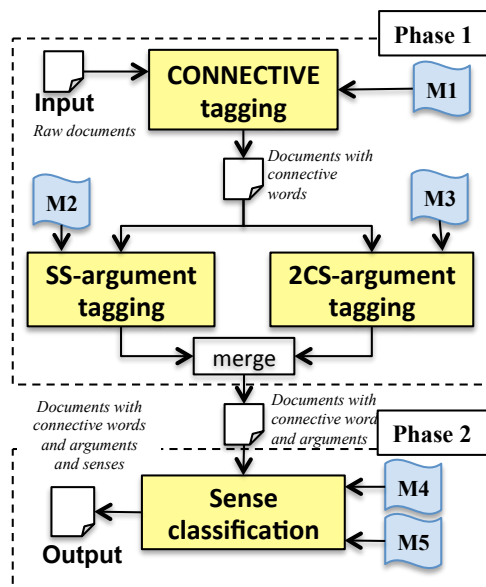 Phase 1
CONNECTIVE
tagging
Input
Raw documents
M1
Documents with
connective
words
M2
M3
SS-argument
tagging
2CS-argument
tagging
merge
Documents with
connective words
and arguments
and senses
Documents with
connective word
and arguments
Phase 2
Sense
classification
M4
M5
Output